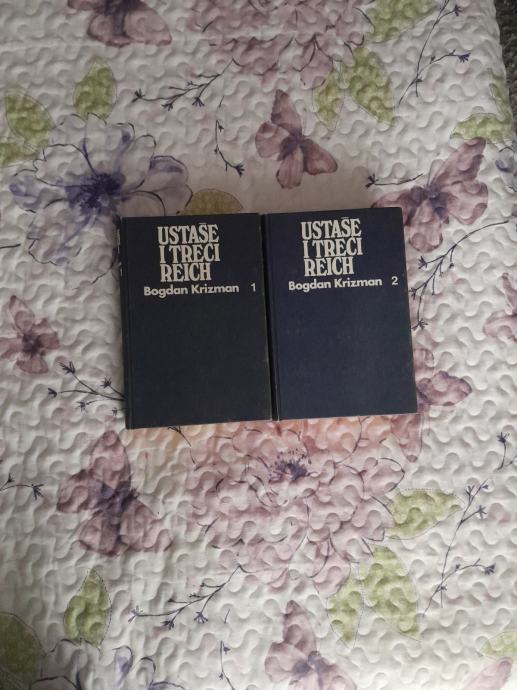 USTAŠE
I TREĆI
REICH
Bogdan Krizman 1
USTAŠE
I TREĆI
REICH
Bogdan Krizman 2